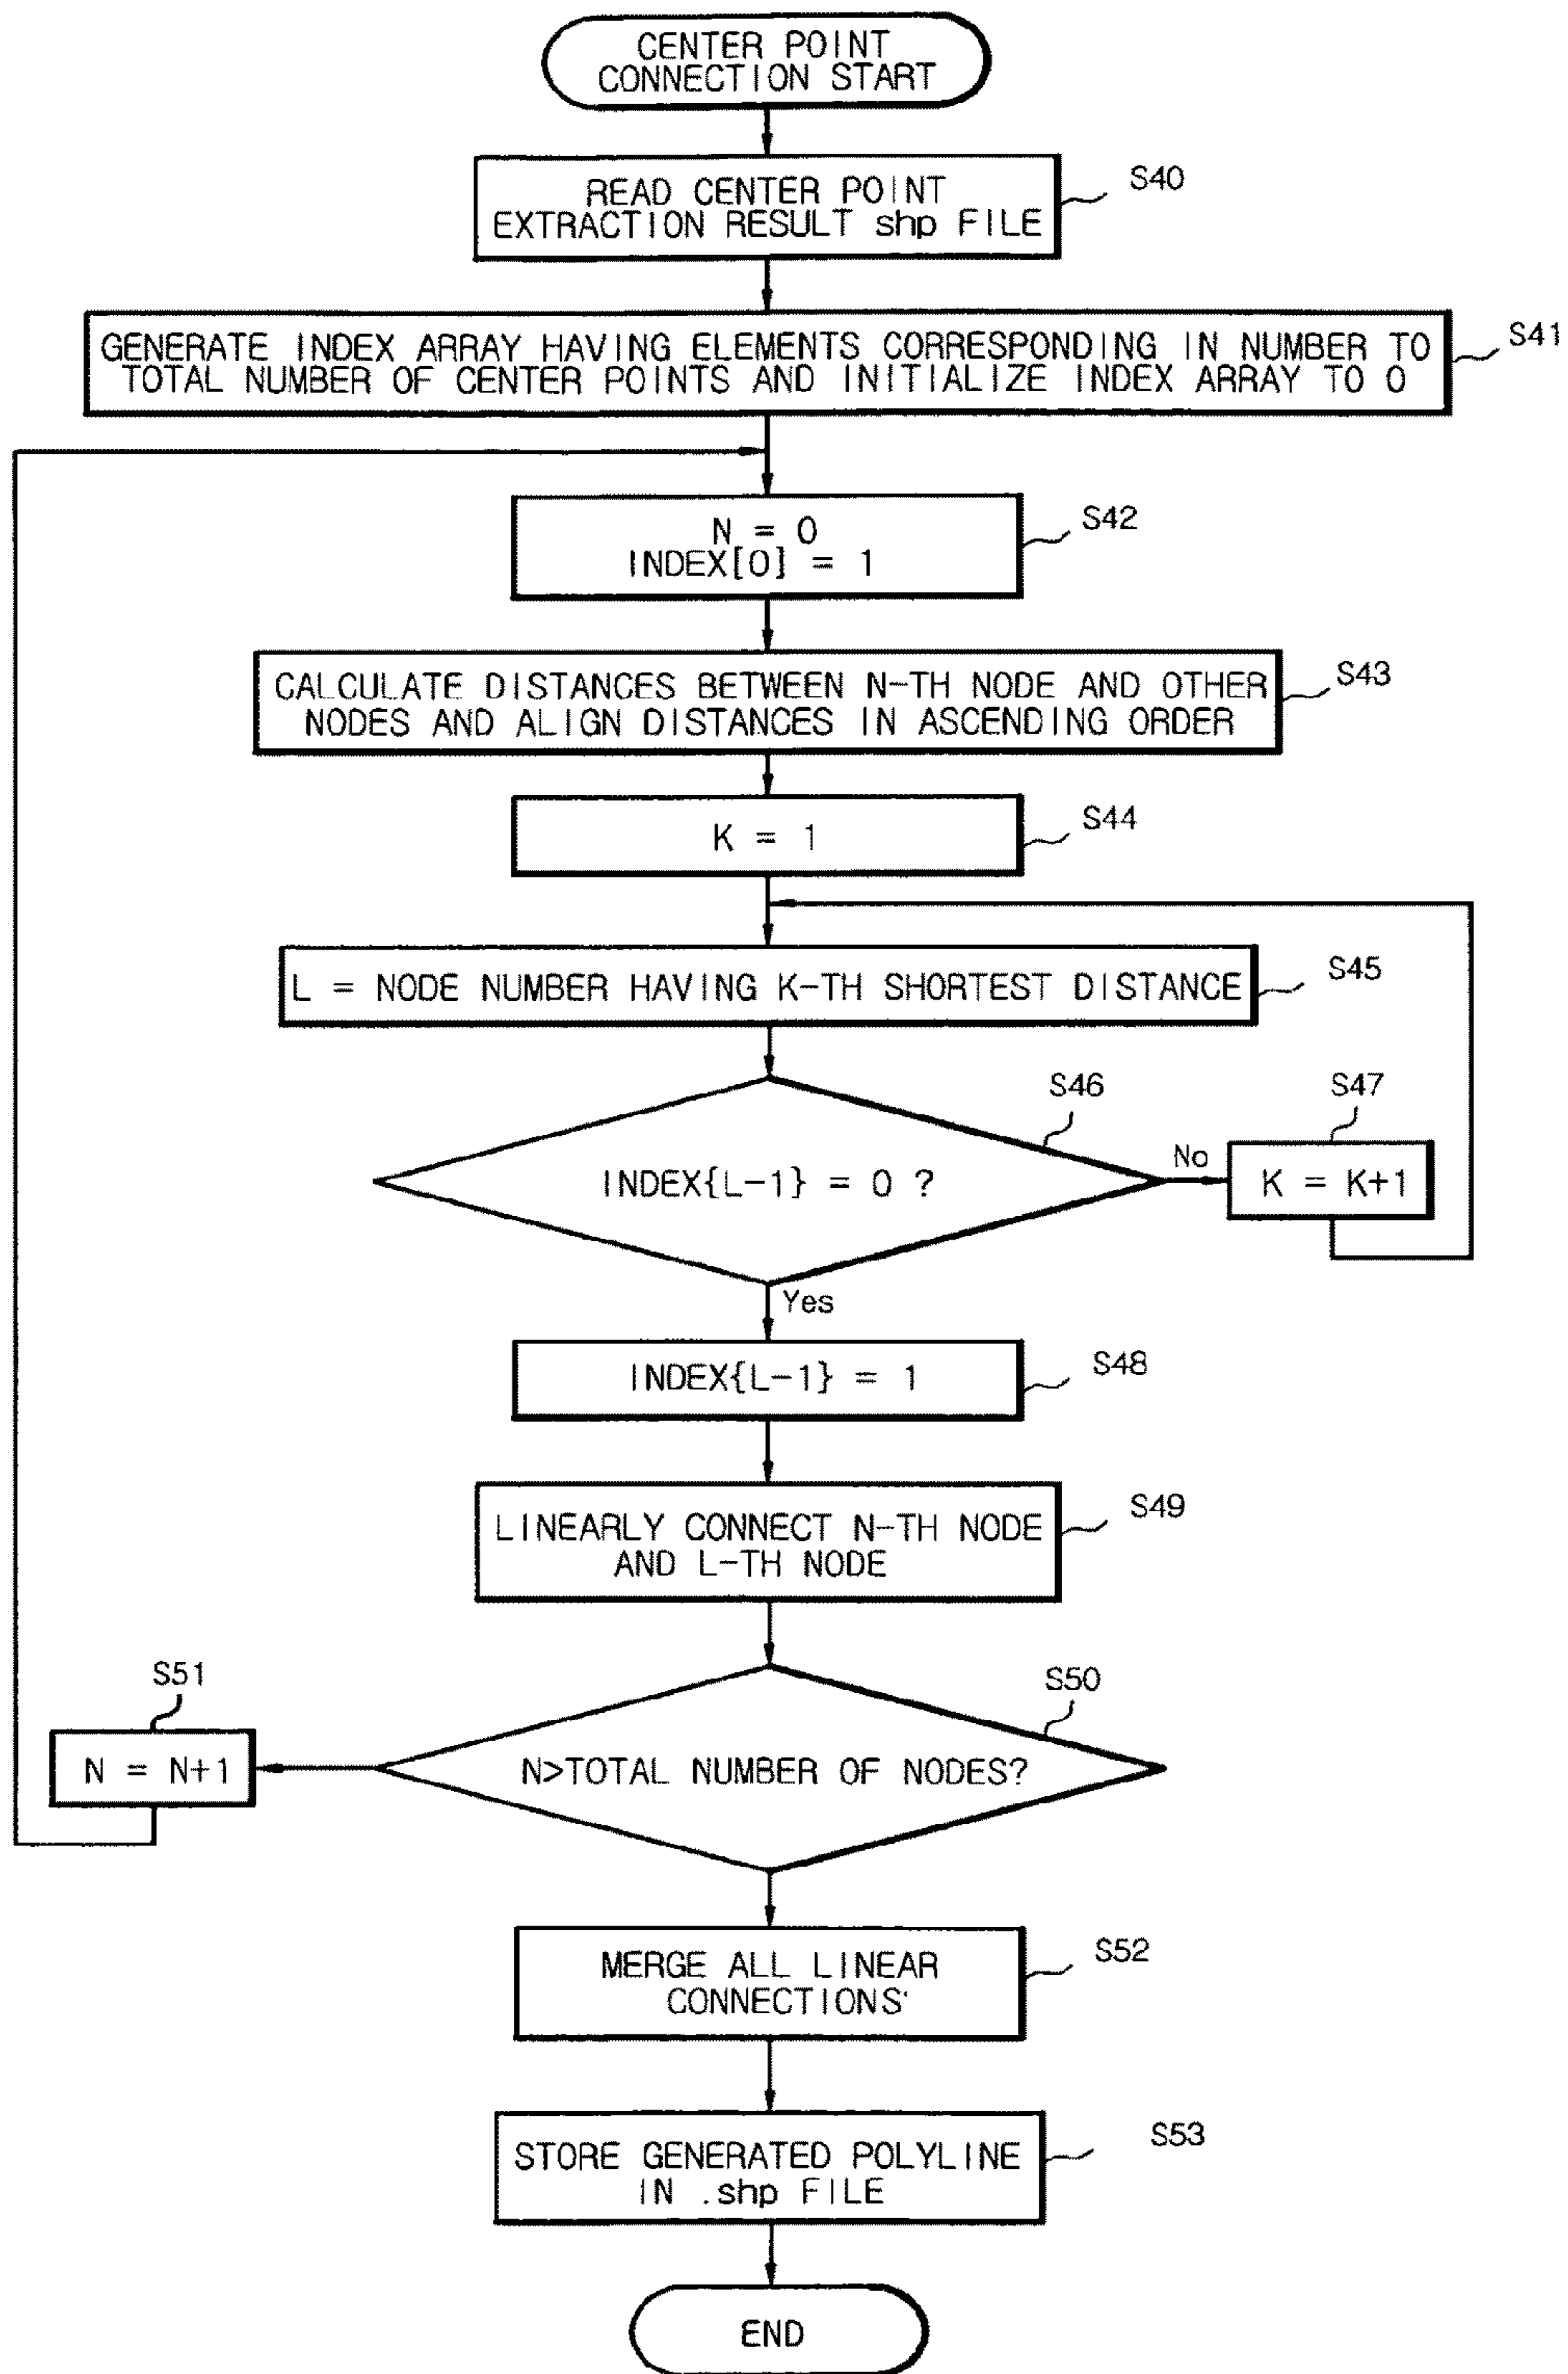 CENTER POINT
CONNECTION START
READ CENTER POINT
EXTRACTION RESULT shp FILE
S40
GENERATE INDEX ARRAY HAVING ELEMENTS CORRESPONDING IN NUMBER TO
TOTAL NUMBER OF CENTER POINTS AND INITIALIZE INDEX ARRAY TO 0
S41
N = 0
INDEX[0] = 1
S42
CALCULATE DISTANCES BETWEEN N-TH NODE AND OTHER
NODES AND ALIGN DISTANCES IN ASCENDING ORDER
S43
K = 1
S44
L = NODE NUMBER HAVING K-TH SHORTEST DISTANCE
S45
INDEX{L-1} = 0 ?
S46
No
K = K+1
S47
Yes
INDEX{L-1} = 1
S48
LINEARLY CONNECT N-TH NODE
AND L-TH NODE
S49
N>TOTAL NUMBER OF NODES?
S50
S51
N = N+1
MERGE ALL LINEAR
CONNECTIONS
S52
STORE GENERATED POLYLINE
IN .shp FILE
S53
END